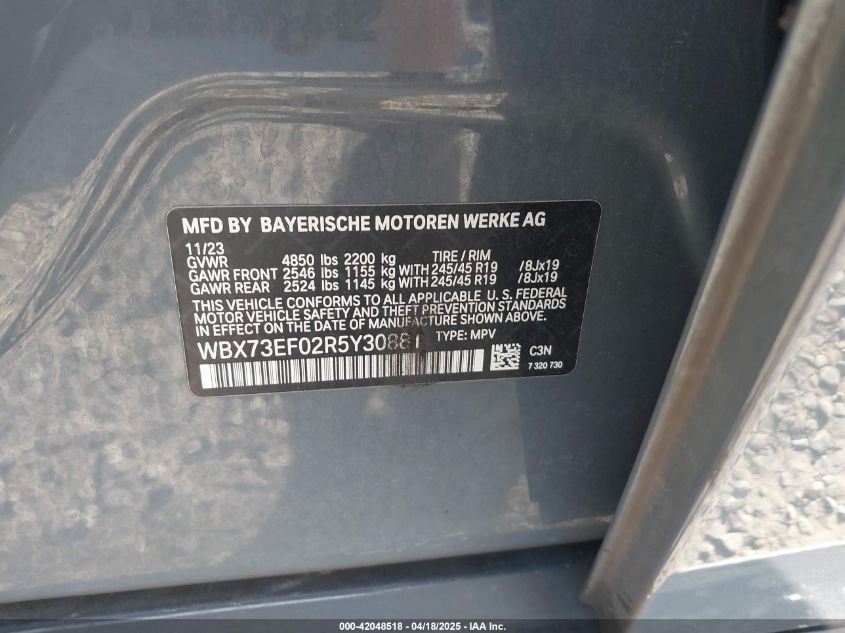 MFD BY BAYERISCHE MOTOREN WERKE AG
11/23
GVWR 4850 lbs 2200 kg TIRE / RIM
GAWR FRONT 2546 lbs 1155 kg WITH 245/45 R19 /8Jx19
GAWR REAR 2524 lbs 1145 kg WITH 245/45 R19 /8Jx19
THIS VEHICLE CONFORMS TO ALL APPLICABLE U. S. FEDERAL
MOTOR VEHICLE SAFETY AND THEFT PREVENTION STANDARDS
IN EFFECT ON THE DATE OF MANUFACTURE SHOWN ABOVE.
WBX73EF02R5Y30881 TYPE: MPV
C3N
7 320 730
000-42048518 - 04/18/2025 - IAA Inc.